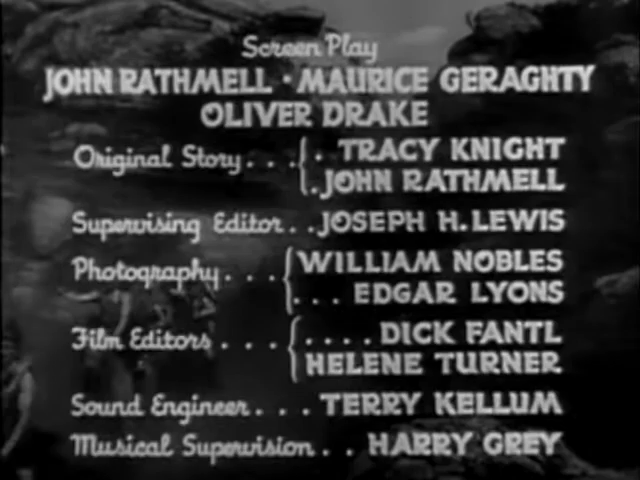 Screen Play
JOHN RATHMELL · MAURICE GERAGHTY
OLIVER DRAKE
Original Story . . . { . TRACY KNIGHT
. JOHN RATHMELL
Supervising Editor . . JOSEPH H. LEWIS
Photography . . . { WILLIAM NOBLES
. . . EDGAR LYONS
Film Editors . . . { . . . . DICK FANTL
HELENE TURNER
Sound Engineer . . . TERRY KELLUM
Musical Supervision . . HARRY GREY